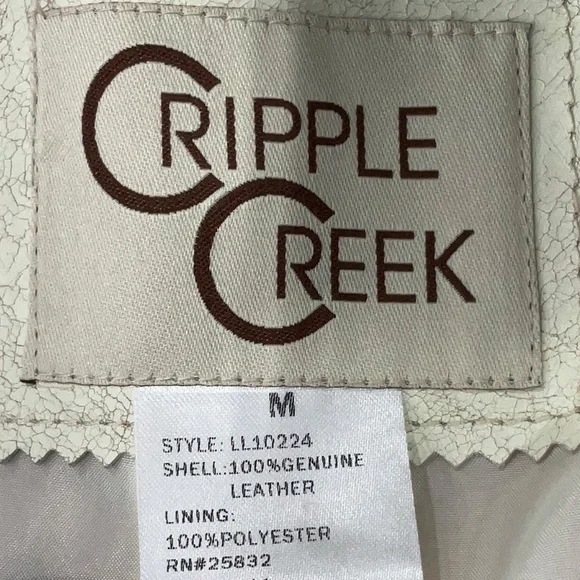 CRIPPLE
CREEK
M
STYLE: LL10224
SHELL:100%GENUINE
LEATHER
LINING:
100%POLYESTER
RN#25832